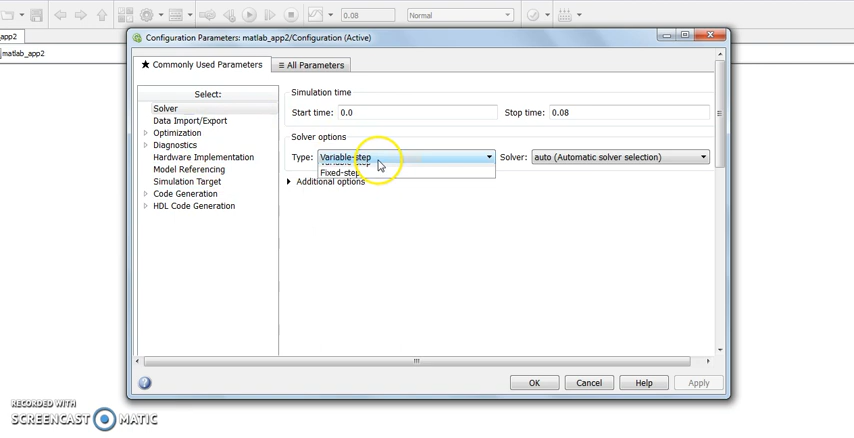 0.08
Normal
app2
matlab_app2
Configuration Parameters: matlab_app2/Configuration (Active)
★ Commonly Used Parameters
≡ All Parameters
Select:
Solver
Data Import/Export
Optimization
Diagnostics
Hardware Implementation
Model Referencing
Simulation Target
Code Generation
HDL Code Generation
Simulation time
Start time: 0.0
Stop time: 0.08
Solver options
Type: Variable-step
Solver: auto (Automatic solver selection)
Variable-step
Fixed-step
Additional options
OK
Cancel
Help
Apply
RECORDED WITH
SCREENCAST MATIC